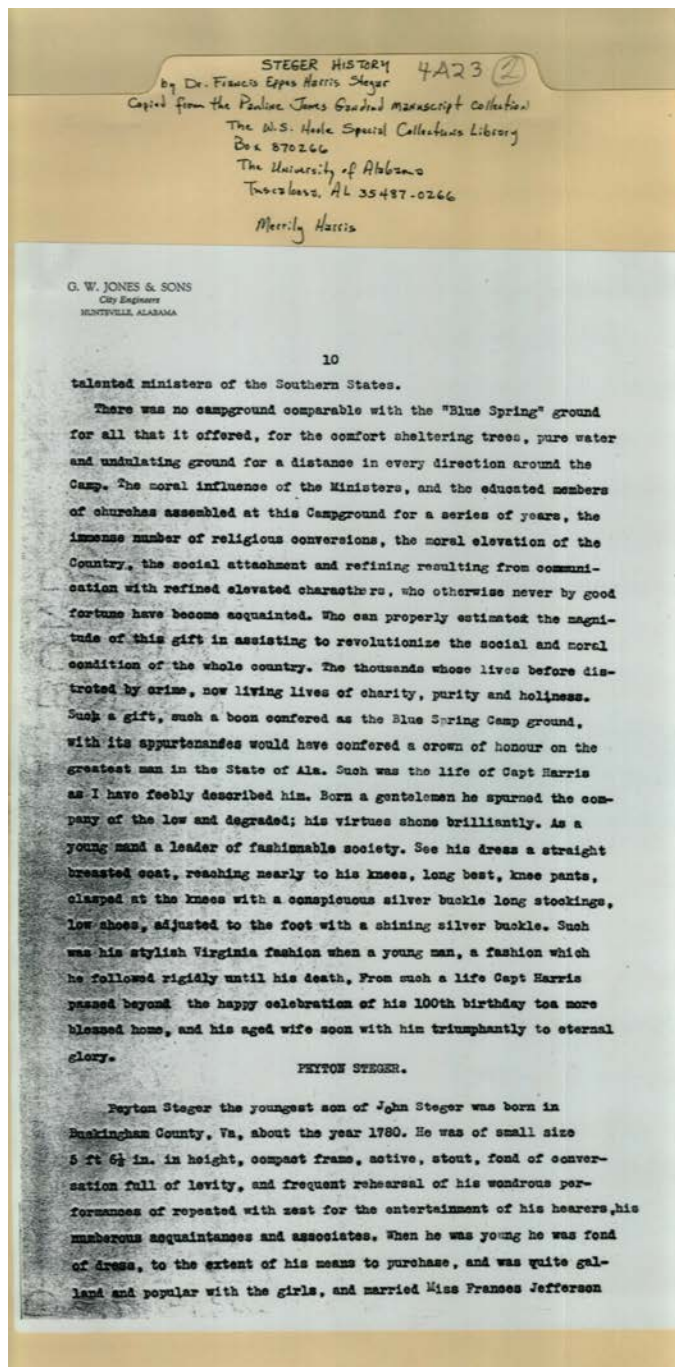 STEGER HISTORY 4A23 (2)
by Dr. Francis Eppes Harris Steger
Copied from the Pauline Jones Gandrud manuscript collection
The W.S. Hoole Special Collections Library
Box 870266
The University of Alabama
Tuscaloosa, AL 35487-0266
Merrily Harris
G. W. JONES & SONS
City Engineers
HUNTSVILLE, ALABAMA
10
talented ministers of the Southern States.
There was no campground comparable with the "Blue Spring" ground
for all that it offered, for the comfort sheltering trees, pure water
and undulating ground for a distance in every direction around the
Camp. The moral influence of the Ministers, and the educated members
of churches assembled at this Campground for a series of years, the
immense number of religious conversions, the moral elevation of the
Country, the social attachment and refining resulting from communi-
cation with refined elevated characthrs, who otherwise never by good
fortune have become acquainted. Who can properly estimatet the magni-
tude of this gift in assisting to revolutionize the social and moral
condition of the whole country. The thousands whose lives before dis-
troted by crime, now living lives of charity, purity and holiness.
Such a gift, such a boon confered as the Blue Spring Camp ground,
with its appurtenandes would have confered a crown of honour on the
greatest man in the State of Ala. Such was the life of Capt Harris
as I have feebly described him. Born a gentelemen he spurned the com-
pany of the low and degraded; his virtues shone brilliantly. As a
young mand a leader of fashinnable society. See his dress a straight
breasted coat, reaching nearly to his knees, long best, knee pants,
clasped at the knees with a conspicuous silver buckle long stockings,
low shoes, adjusted to the foot with a shining silver buckle. Such
was his stylish Virginia fashion when a young man, a fashion which
he followed rigidly until his death, From such a life Capt Harris
passed beyond the happy celebration of his 100th birthday toa more
blessed home, and his aged wife soon with him triumphantly to eternal
glory.
PEYTON STEGER.
Peyton Steger the youngest son of John Steger was born in
Buskingham County, Va, about the year 1780. He was of small size
5 ft 6½ in. in height, compact frame, active, stout, fond of conver-
sation full of levity, and frequent rehearsal of his wondrous per-
formances of repeated with zest for the entertainment of his hearers,his
numberous acquaintances and associates. When he was young he was fond
of dress, to the extent of his means to purchase, and was quite gal-
land and popular with the girls, and married Miss Frances Jefferson